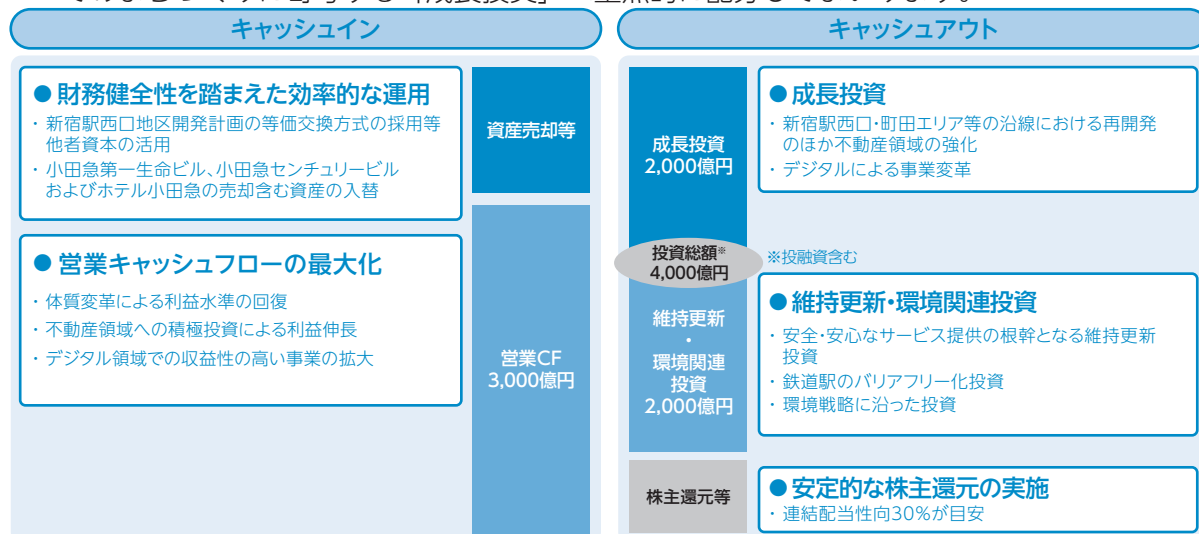 キャッシュイン
● 財務健全性を踏まえた効率的な運用
・ 新宿駅西口地区開発計画の等価交換方式の採用等
他者資本の活用
・ 小田急第一生命ビル、小田急センチュリービル
およびホテル小田急の売却含む資産の入替
資産売却等
● 営業キャッシュフローの最大化
・ 体質変革による利益水準の回復
・ 不動産領域への積極投資による利益伸長
・ デジタル領域での収益性の高い事業の拡大
営業CF
3,000億円
キャッシュアウト
成長投資
2,000億円
● 成長投資
・ 新宿駅西口・町田エリア等の沿線における再開発
のほか不動産領域の強化
・ デジタルによる事業変革
投資総額※
4,000億円
※投融資含む
維持更新
・
環境関連
投資
2,000億円
● 維持更新・環境関連投資
・ 安全・安心なサービス提供の根幹となる維持更新
投資
・ 鉄道駅のバリアフリー化投資
・ 環境戦略に沿った投資
株主還元等
● 安定的な株主還元の実施
・ 連結配当性向30%が目安